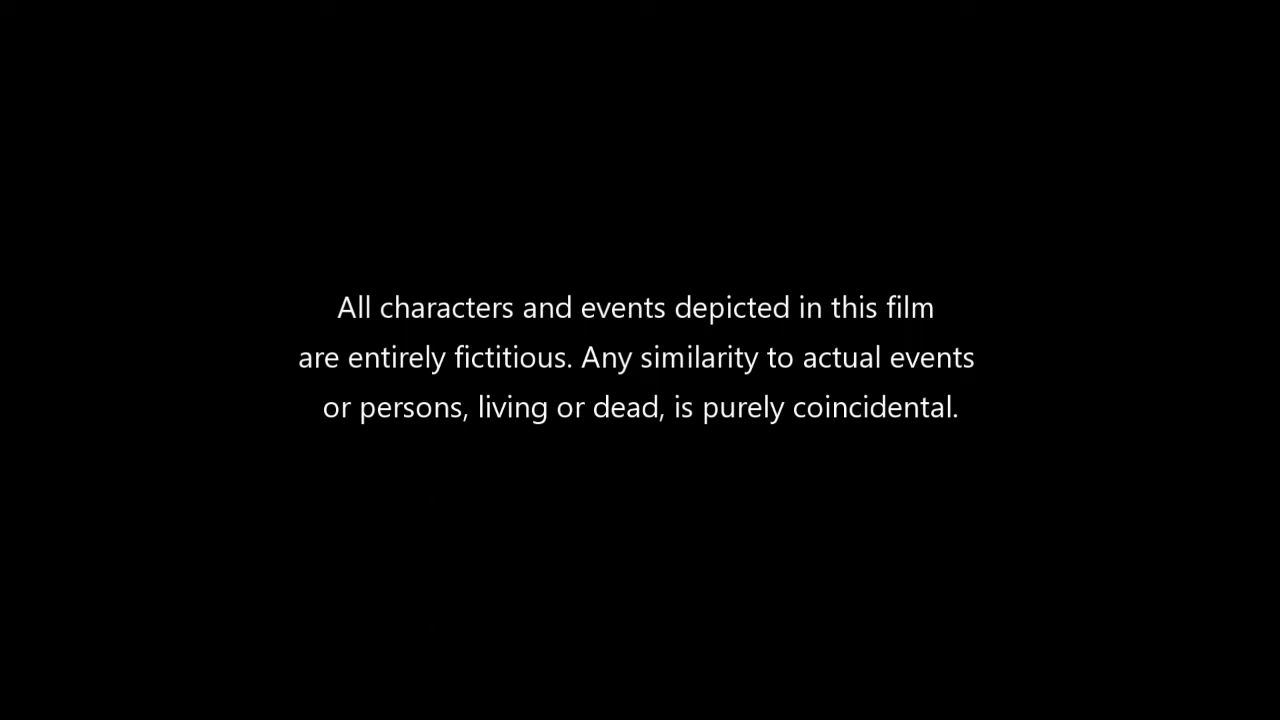 All characters and events depicted in this film
are entirely fictitious. Any similarity to actual events
or persons, living or dead, is purely coincidental.